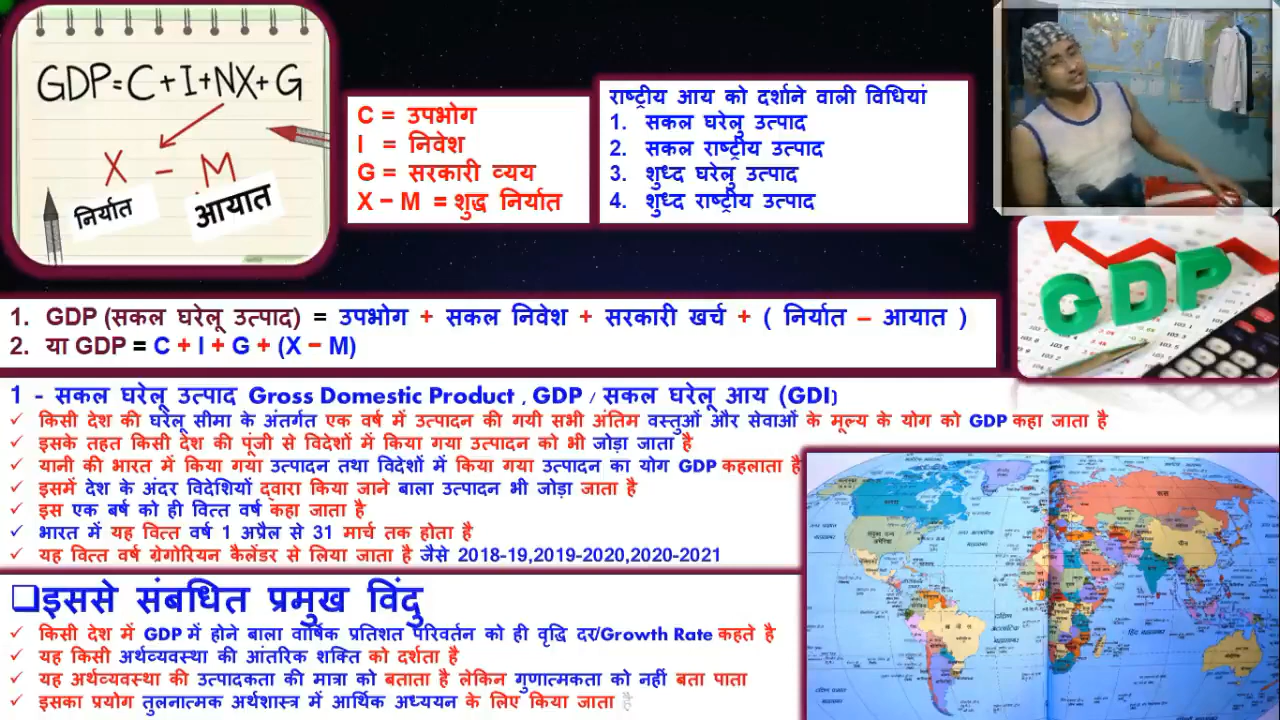 GDP=C+I+NX+G
X - M
निर्यात
आयात
C = उपभोग
I = निवेश
G = सरकारी व्यय
X – M = शुद्ध निर्यात
राष्ट्रीय आय को दर्शाने वाली विधियां
1. सकल घरेलु उत्पाद
2. सकल राष्ट्रीय उत्पाद
3. शुध्द घरेलु उत्पाद
4. शुध्द राष्ट्रीय उत्पाद
GDP
1. GDP (सकल घरेलू उत्पाद) = उपभोग + सकल निवेश + सरकारी खर्च + ( निर्यात – आयात )
2. या GDP = C + I + G + (X – M)
1 - सकल घरेलू उत्पाद Gross Domestic Product , GDP / सकल घरेलू आय (GDI)
✓ किसी देश की घरेलू सीमा के अंतर्गत एक वर्ष में उत्पादन की गयी सभी अंतिम वस्तुओं और सेवाओं के मूल्य के योग को GDP कहा जाता है
✓ इसके तहत किसी देश की पूंजी से विदेशों में किया गया उत्पादन को भी जोड़ा जाता है
✓ यानी की भारत में किया गया उत्पादन तथा विदेशों में किया गया उत्पादन का योग GDP कहलाता है
✓ इसमें देश के अंदर विदेशियों द्वारा किया जाने बाला उत्पादन भी जोड़ा जाता है
✓ इस एक बर्ष को ही वित्त वर्ष कहा जाता है
✓ भारत में यह वित्त वर्ष 1 अप्रैल से 31 मार्च तक होता है
✓ यह वित्त वर्ष ग्रेगोरियन कैलेंडर से लिया जाता है जैसे 2018-19,2019-2020,2020-2021
❑इससे संबधित प्रमुख विंदु
✓ किसी देश में GDP में होने बाला वार्षिक प्रतिशत परिवर्तन को ही वृद्धि दर/Growth Rate कहते है
✓ यह किसी अर्थव्यवस्था की आंतरिक शक्ति को दर्शता है
✓ यह अर्थव्यवस्था की उत्पादकता की मात्रा को बताता है लेकिन गुणात्मकता को नहीं बता पाता
✓ इसका प्रयोग तुलनात्मक अर्थशास्त्र में आर्थिक अध्ययन के लिए किया जाता है